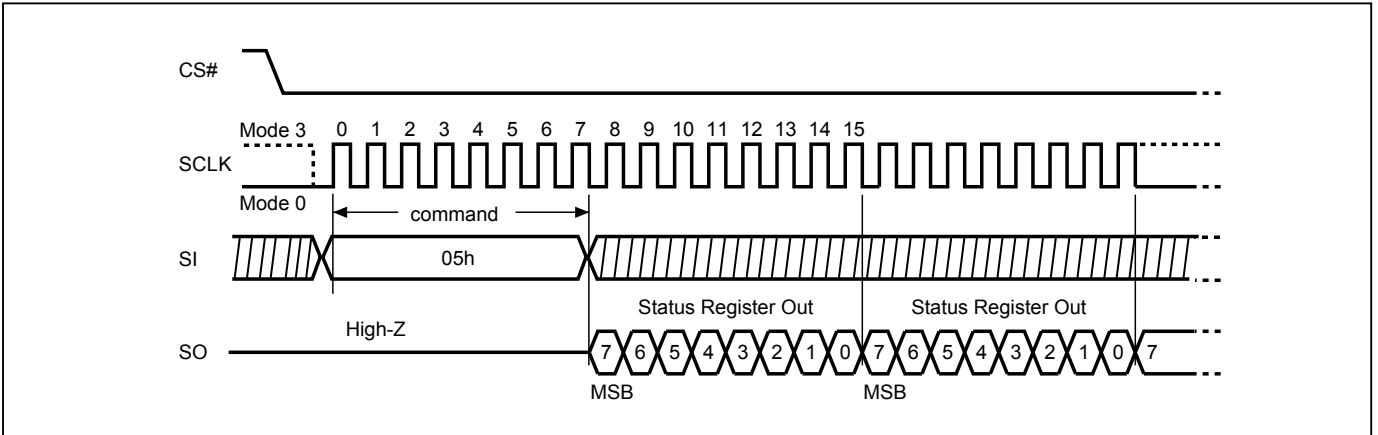 CS#
Mode 3
0 1 2 3 4 5 6 7 8 9 10 11 12 13 14 15
SCLK
Mode 0
command
SI
05h
Status Register Out Status Register Out
High-Z
SO
7 6 5 4 3 2 1 0 7 6 5 4 3 2 1 0 7
MSB MSB